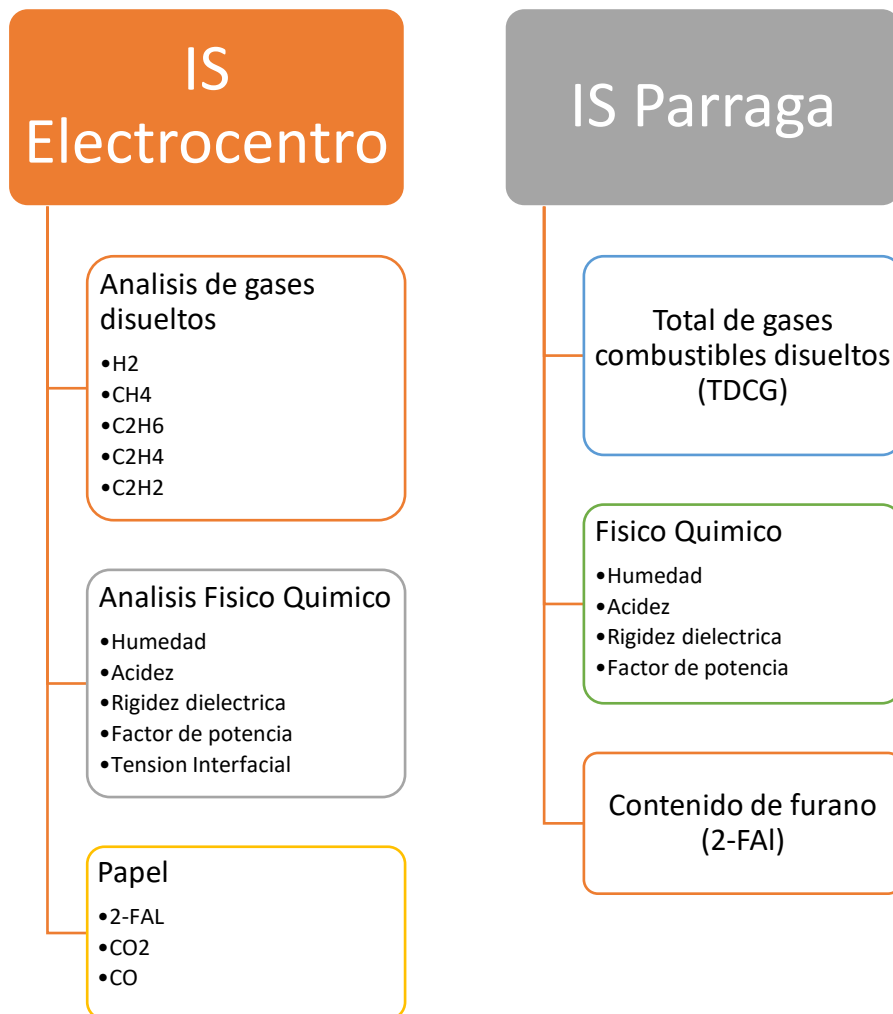 IS
Electrocentro
Analisis de gases
disueltos
•H2
•CH4
•C2H6
•C2H4
•C2H2
Analisis Fisico Quimico
•Humedad
•Acidez
•Rigidez dielectrica
•Factor de potencia
•Tension Interfacial
Papel
•2-FAL
•CO2
•CO
IS Parraga
Total de gases
combustibles disueltos
(TDCG)
Fisico Quimico
•Humedad
•Acidez
•Rigidez dielectrica
•Factor de potencia
Contenido de furano
(2-FAl)